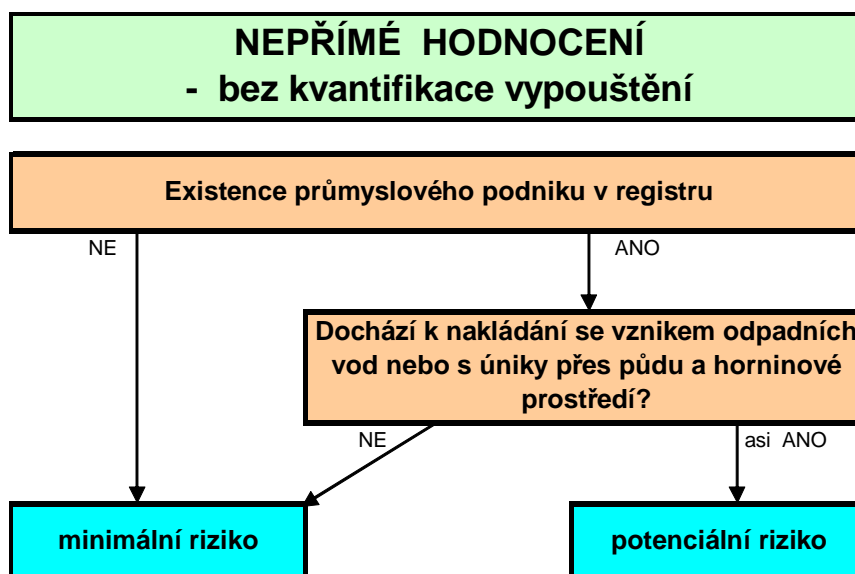 NEPŘÍMÉ HODNOCENÍ
- bez kvantifikace vypouštění
Existence průmyslového podniku v registru
NE
ANO
Dochází k nakládání se vznikem odpadních
vod nebo s úniky přes půdu a horninové
prostředí?
NE
asi ANO
minimální riziko
potenciální riziko